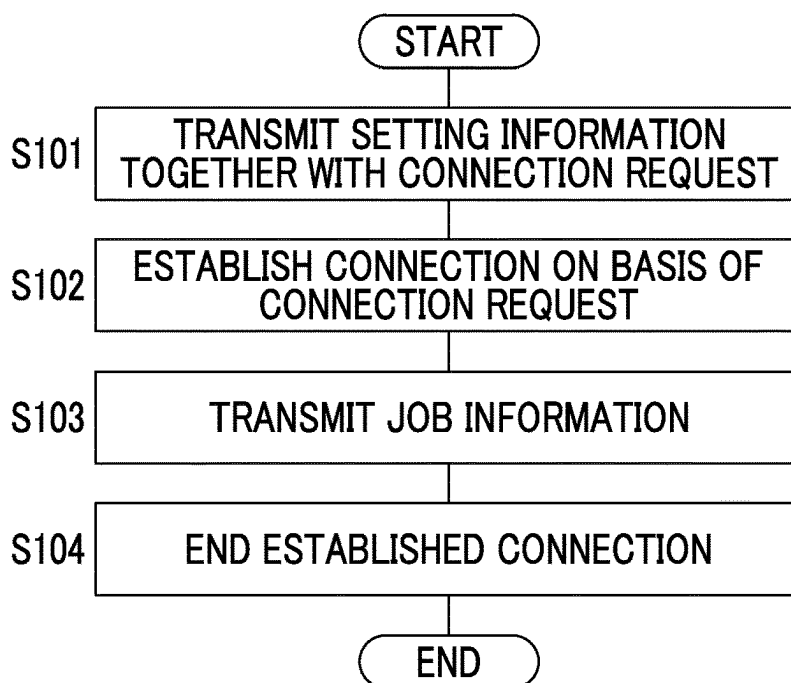 START
S101
TRANSMIT SETTING INFORMATION
TOGETHER WITH CONNECTION REQUEST
S102
ESTABLISH CONNECTION ON BASIS OF
CONNECTION REQUEST
S103
TRANSMIT JOB INFORMATION
S104
END ESTABLISHED CONNECTION
END